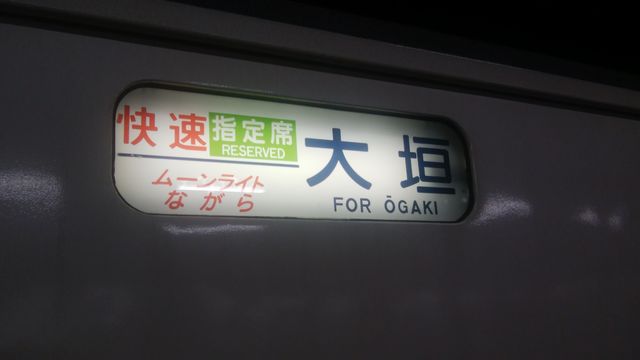 快速 指定席 大垣
RESERVED
ムーンライト
ながら
FOR ŌGAKI